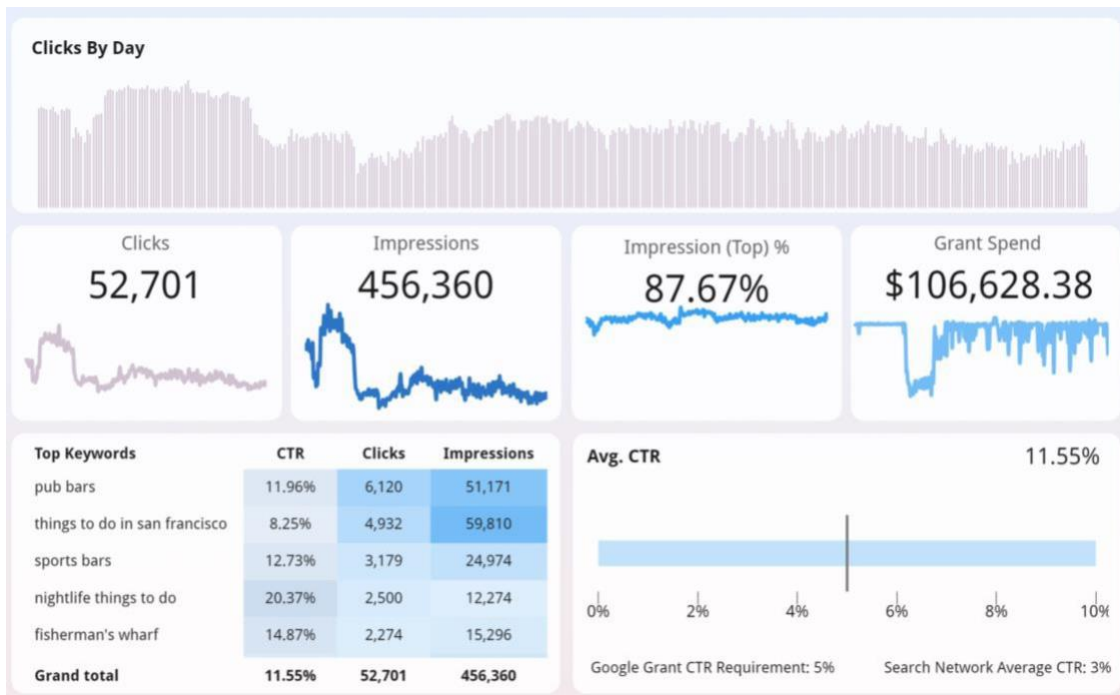 Clicks By Day
Clicks
52,701
Impressions
456,360
Impression (Top) %
87.67%
Grant Spend
$106,628.38
Top Keywords CTR Clicks Impressions
pub bars 11.96% 6,120 51,171
things to do in san francisco 8.25% 4,932 59,810
sports bars 12.73% 3,179 24,974
nightlife things to do 20.37% 2,500 12,274
fisherman's wharf 14.87% 2,274 15,296
Grand total 11.55% 52,701 456,360
Avg. CTR 11.55%
0% 2% 4% 6% 8% 10%
Google Grant CTR Requirement: 5% Search Network Average CTR: 3%